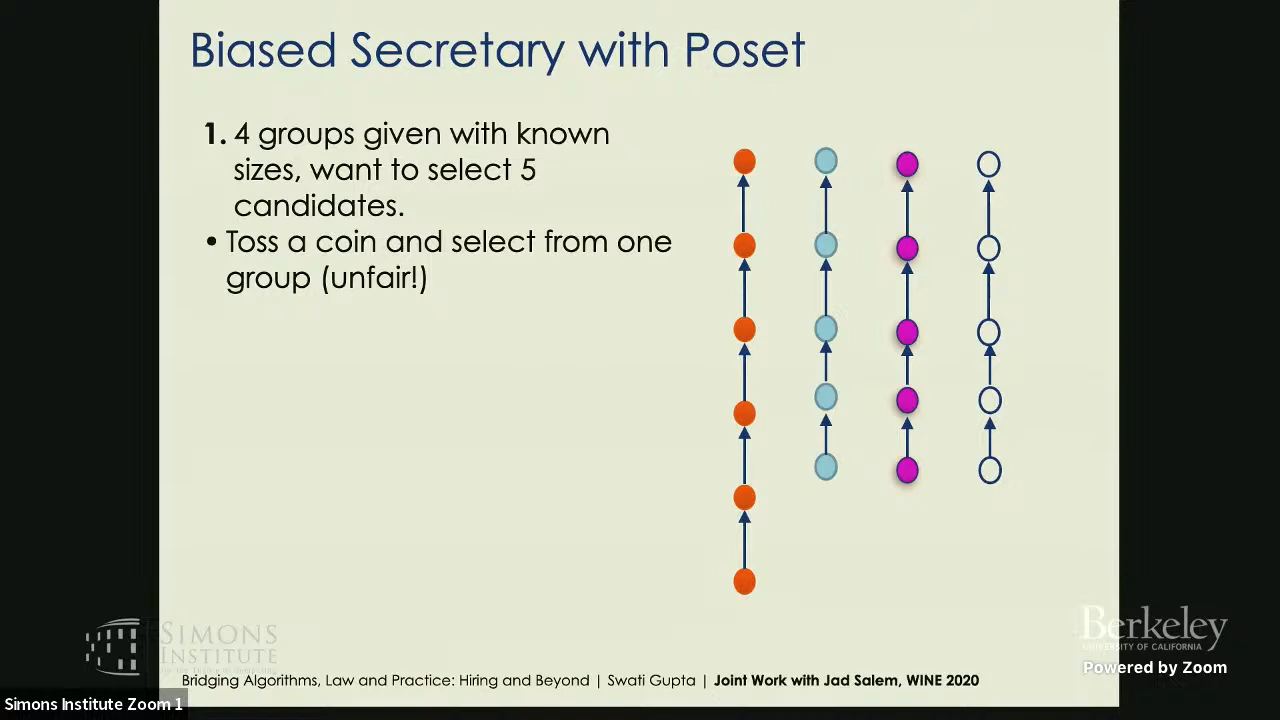 Biased Secretary with Poset
1. 4 groups given with known
sizes, want to select 5
candidates.
• Toss a coin and select from one
group (unfair!)
SIMONS
INSTITUTE
Berkeley
UNIVERSITY OF CALIFORNIA
Powered by Zoom
Bridging Algorithms, Law and Practice: Hiring and Beyond | Swati Gupta | Joint Work with Jad Salem, WINE 2020
Simons Institute Zoom 1